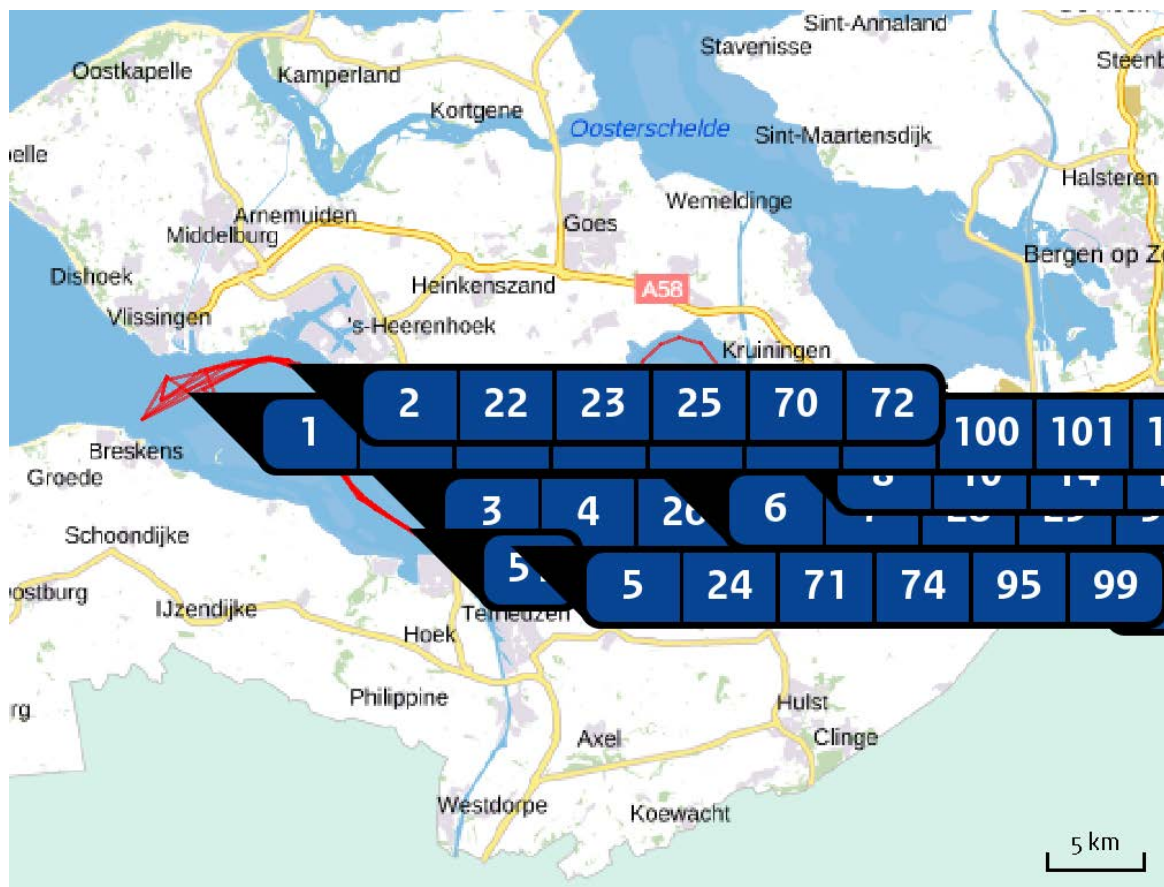 Sint-Annaland
Stavenisse
Oostkapelle
Kamperland
Kortgene
Oosterschelde
Sint-Maartensdijk
Halsteren
Wemeldinge
Arnemuiden
Middelburg
Goes
Bergen op
Dishoek
Heinkenszand
A58
Vlissingen
's-Heerenhoek
Kruiningen
2 22 23 25 70 72
1 100 101
Breskens
Groede
3 4 26 6
Schoondijke
5
5 24 71 74 95 99
IJzendijke
Hoek
Philippine
Hulst
Axel
Clinge
Westdorpe
Koewacht
5 km